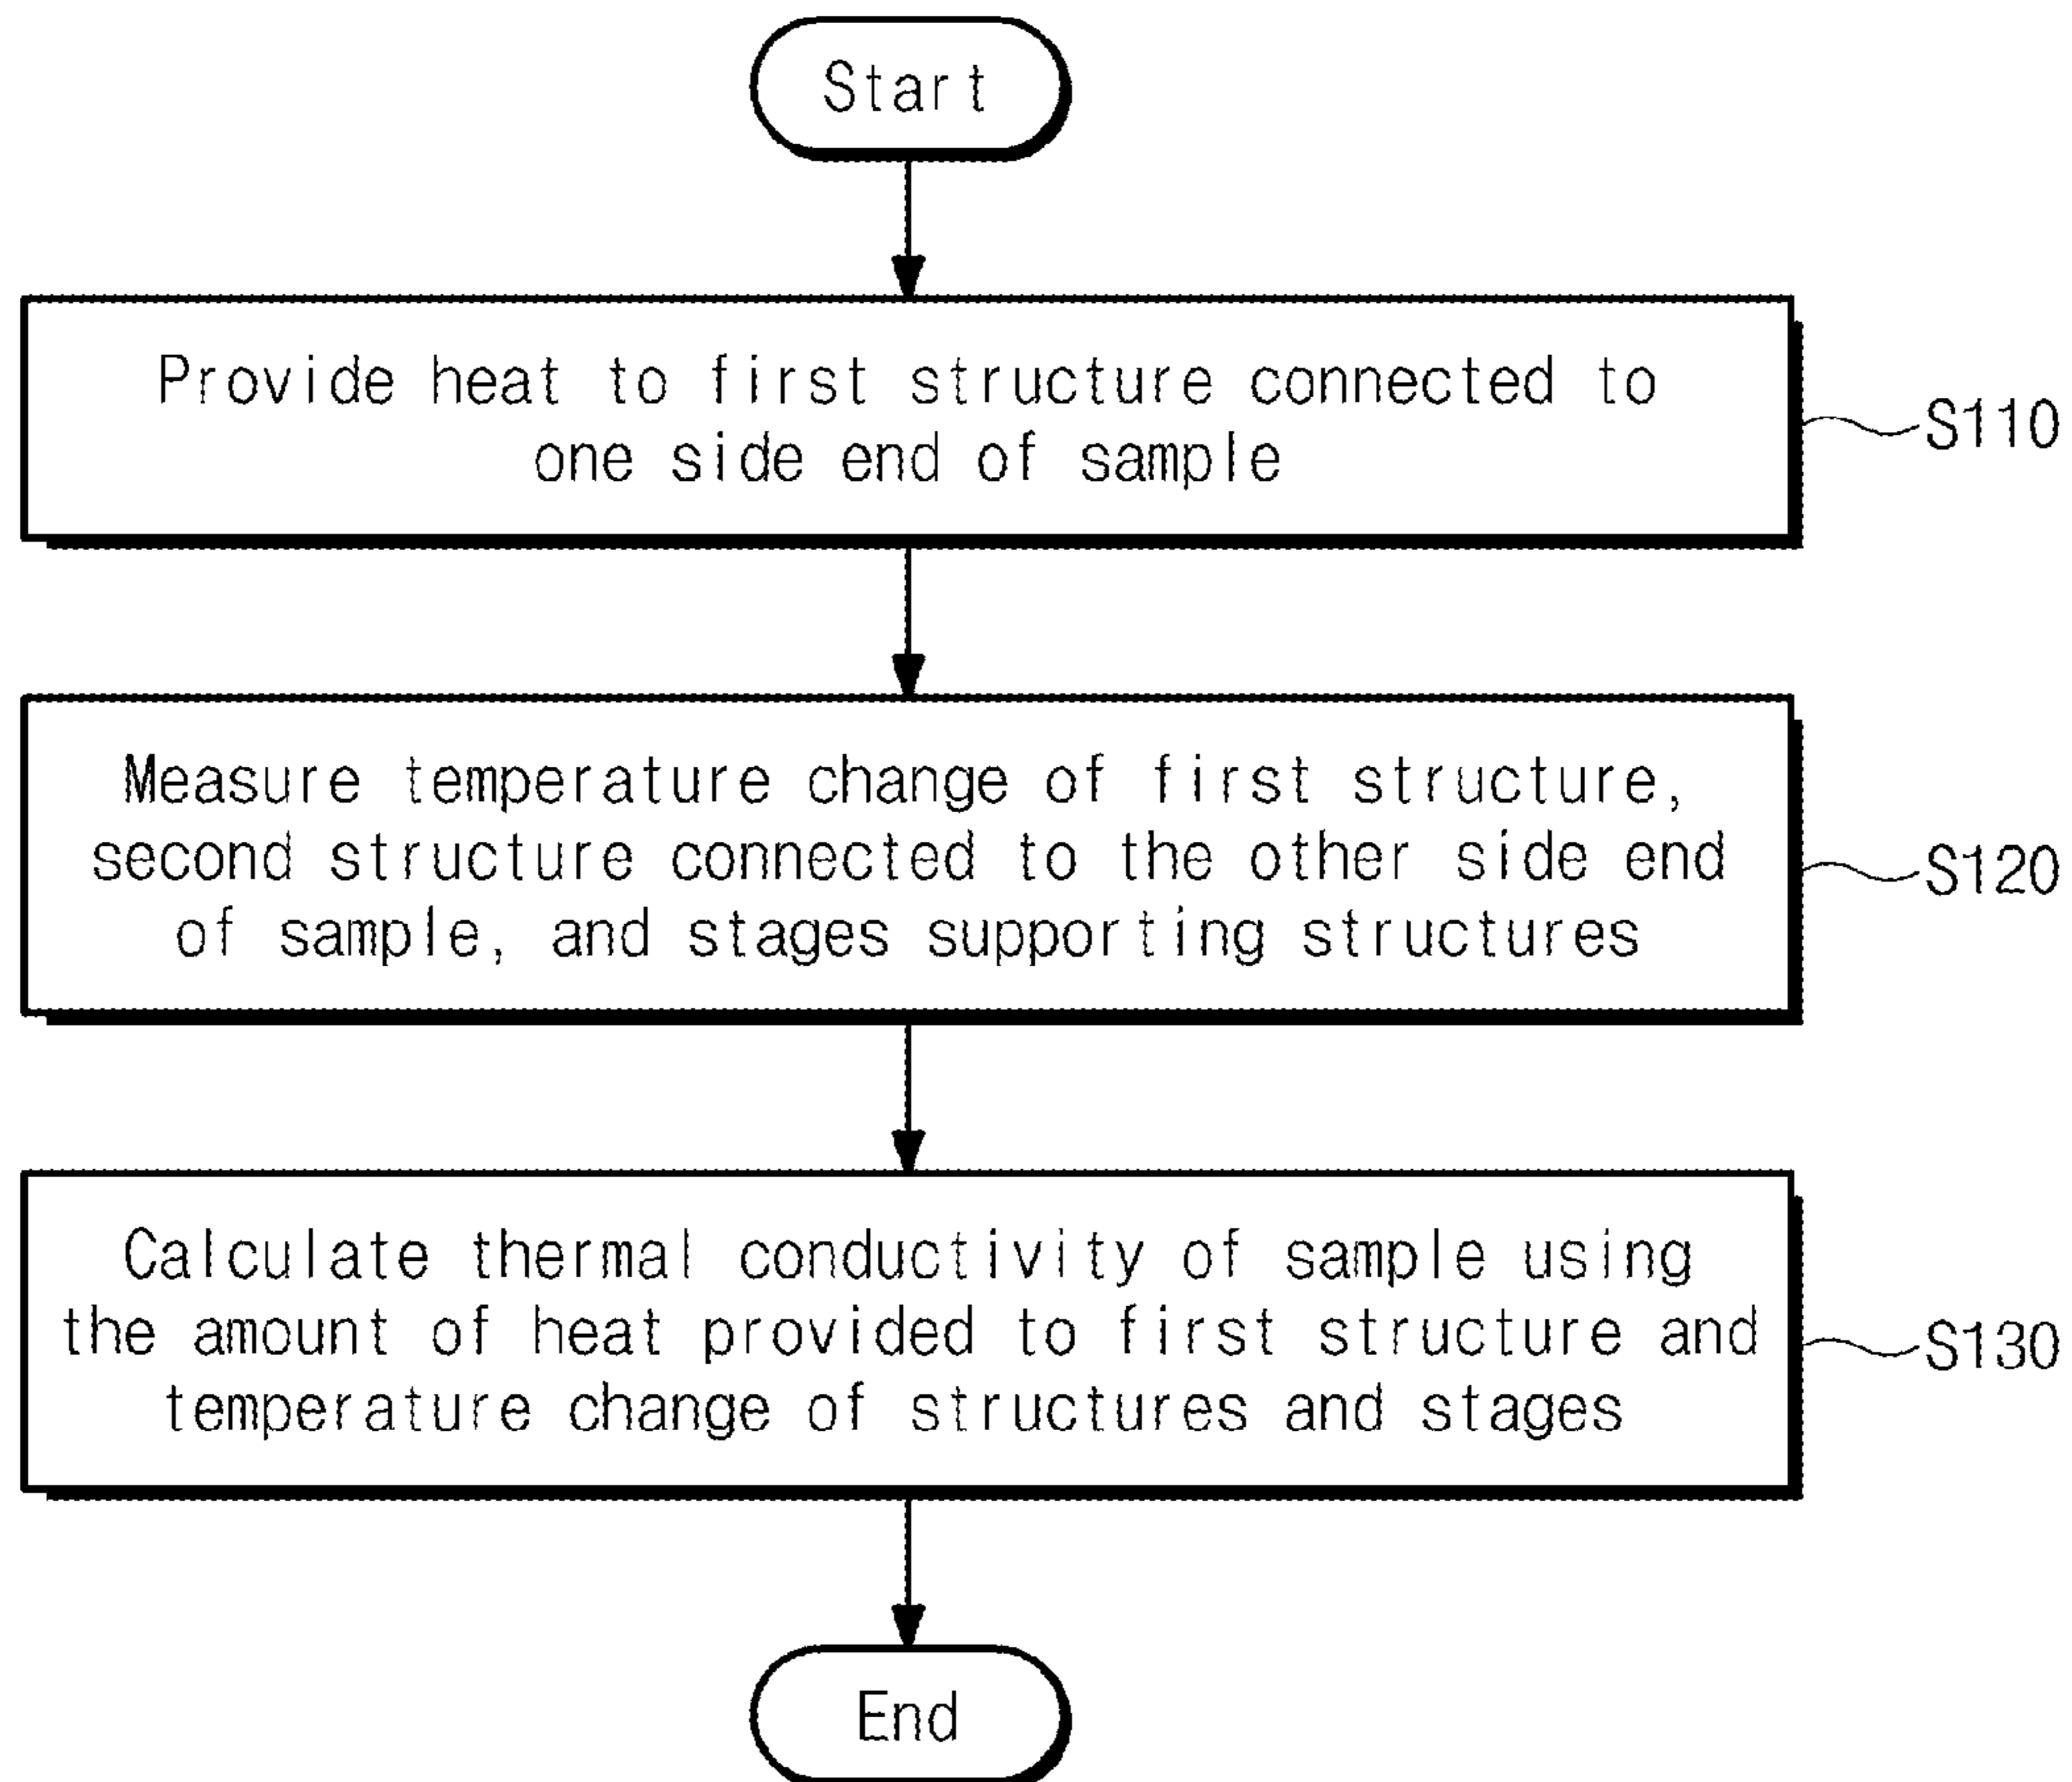 Start
Provide heat to first structure connected to
one side end of sample
S110
Measure temperature change of first structure,
second structure connected to the other side end
of sample, and stages supporting structures
S120
Calculate thermal conductivity of sample using
the amount of heat provided to first structure and
temperature change of structures and stages
S130
End